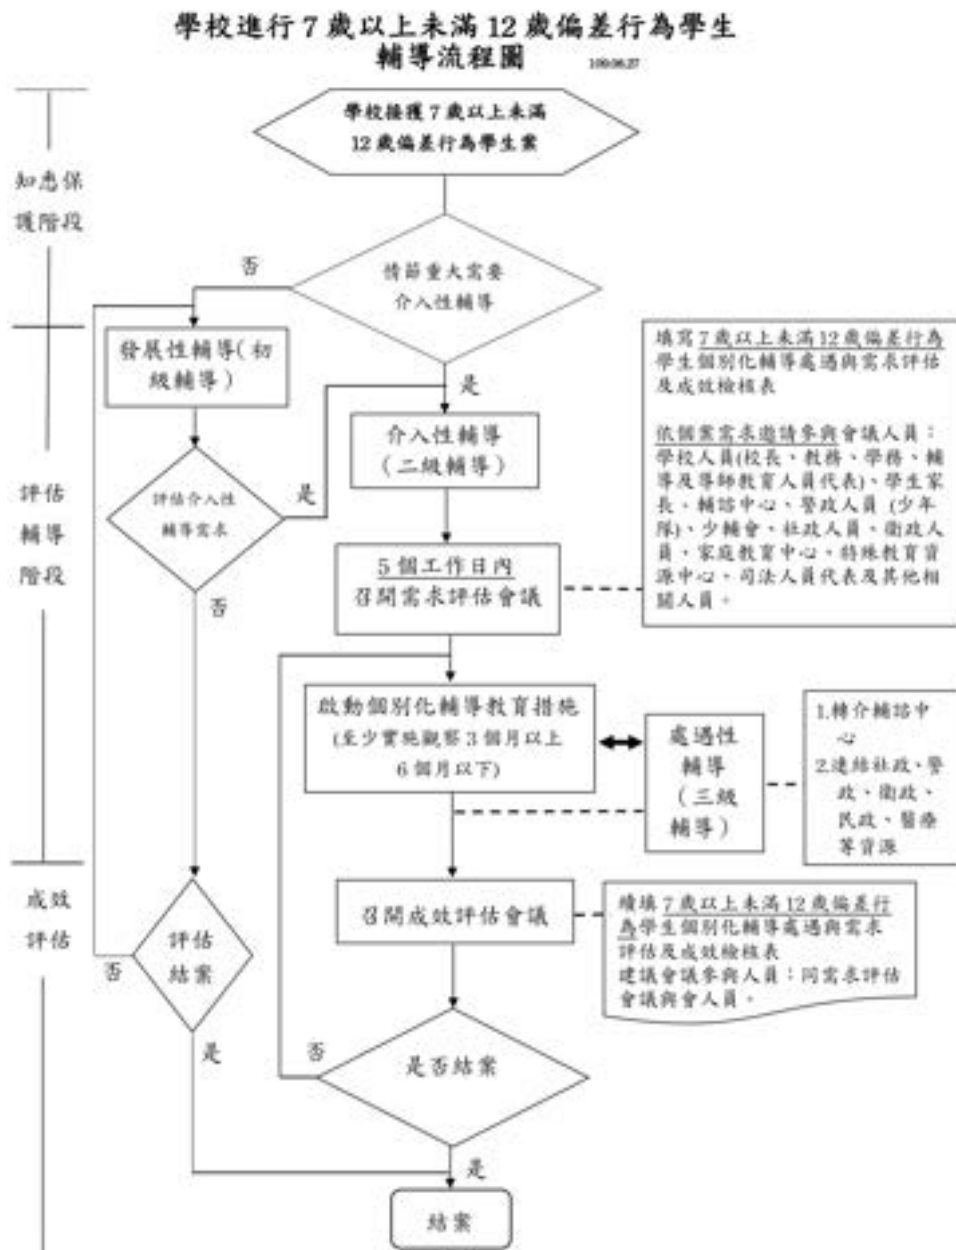 學校進行 7 歲以上未滿 12 歲偏差行為學生
輔導流程圖
109.08.27
學校接獲 7 歲以上未滿
12 歲偏差行為學生案
知悉保
護階段
情節重大需要
介入性輔導
否
是
發展性輔導(初
級輔導)
介入性輔導
(二級輔導)
填寫 7 歲以上未滿 12 歲偏差行為
學生個別化輔導處遇與需求評估
及成效檢核表
依個案需求邀請參與會議人員：
學校人員(校長、教務、學務、輔
導及導師教育人員代表)、學生家
長、輔諮中心、警政人員 (少年
隊)、少輔會、社政人員、衛政人
員、家庭教育中心、特殊教育資
源中心、司法人員代表及其他相
關人員。
評估
輔導
階段
評估介入性
輔導需求
是
否
5 個工作日內
召開需求評估會議
啟動個別化輔導教育措施
(至少實施觀察 3 個月以上
6 個月以下)
處遇性
輔導
(三級
輔導)
1.轉介輔諮中
心
2.連結社政、警
政、衛政、
民政、醫療
等資源
成效
評估
評估
結案
否
是
召開成效評估會議
續填 7 歲以上未滿 12 歲偏差行
為學生個別化輔導處遇與需求
評估及成效檢核表
建議會議參與人員：同需求評估
會議與會人員。
是否結案
否
是
結案